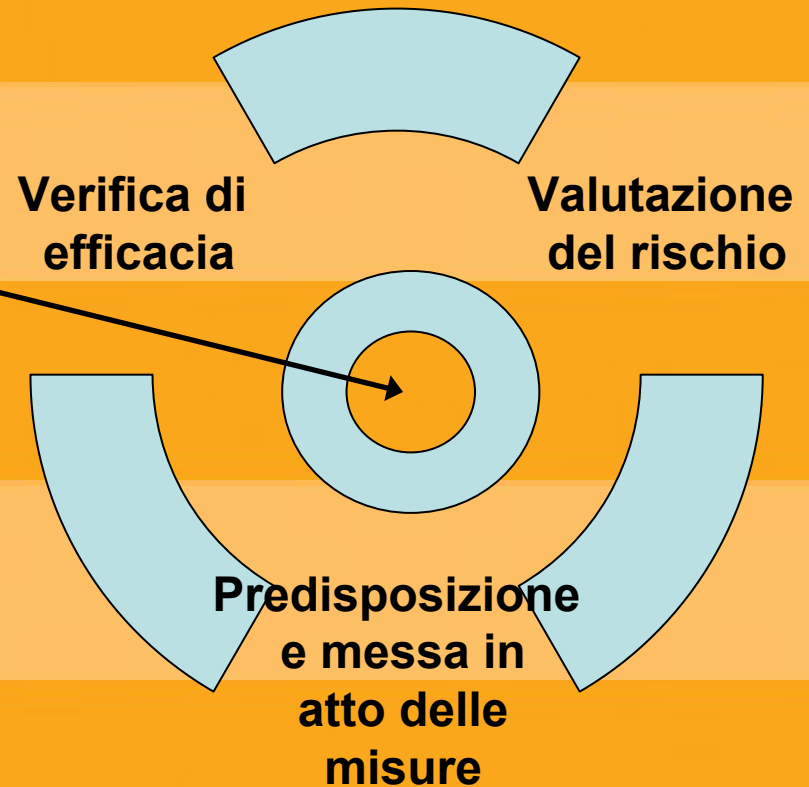 Verifica di
efficacia
Valutazione
del rischio
Predisposizione
e messa in
atto delle
misure